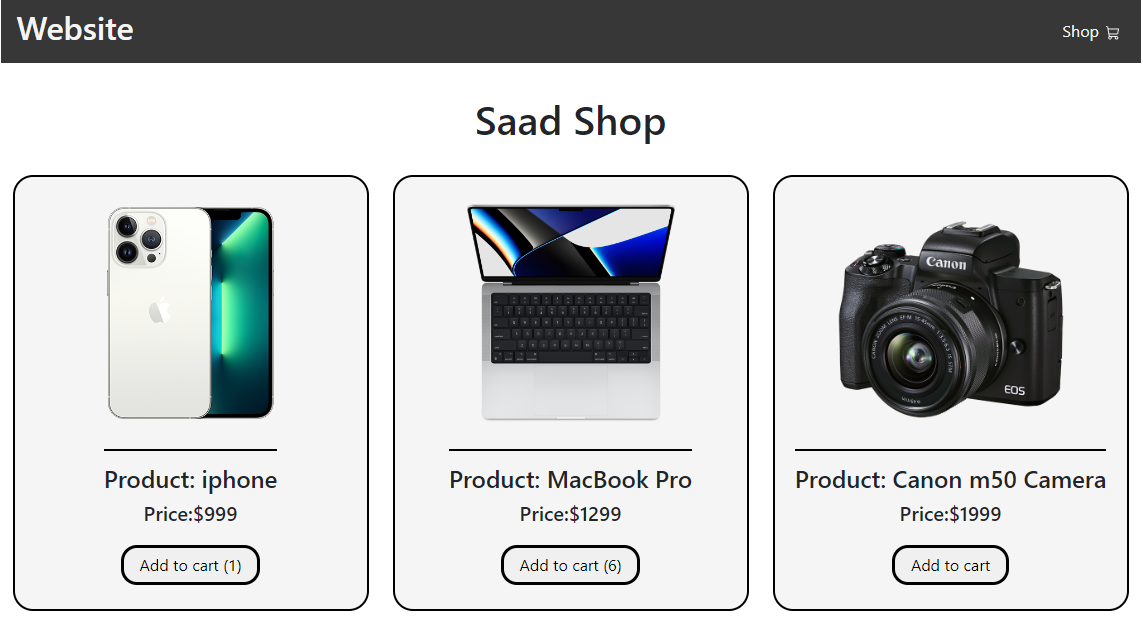 Website
Shop
Saad Shop
Canon
EOS
Product: iphone
Price:$999
Add to cart (1)
Product: MacBook Pro
Price:$1299
Add to cart (6)
Product: Canon m50 Camera
Price:$1999
Add to cart